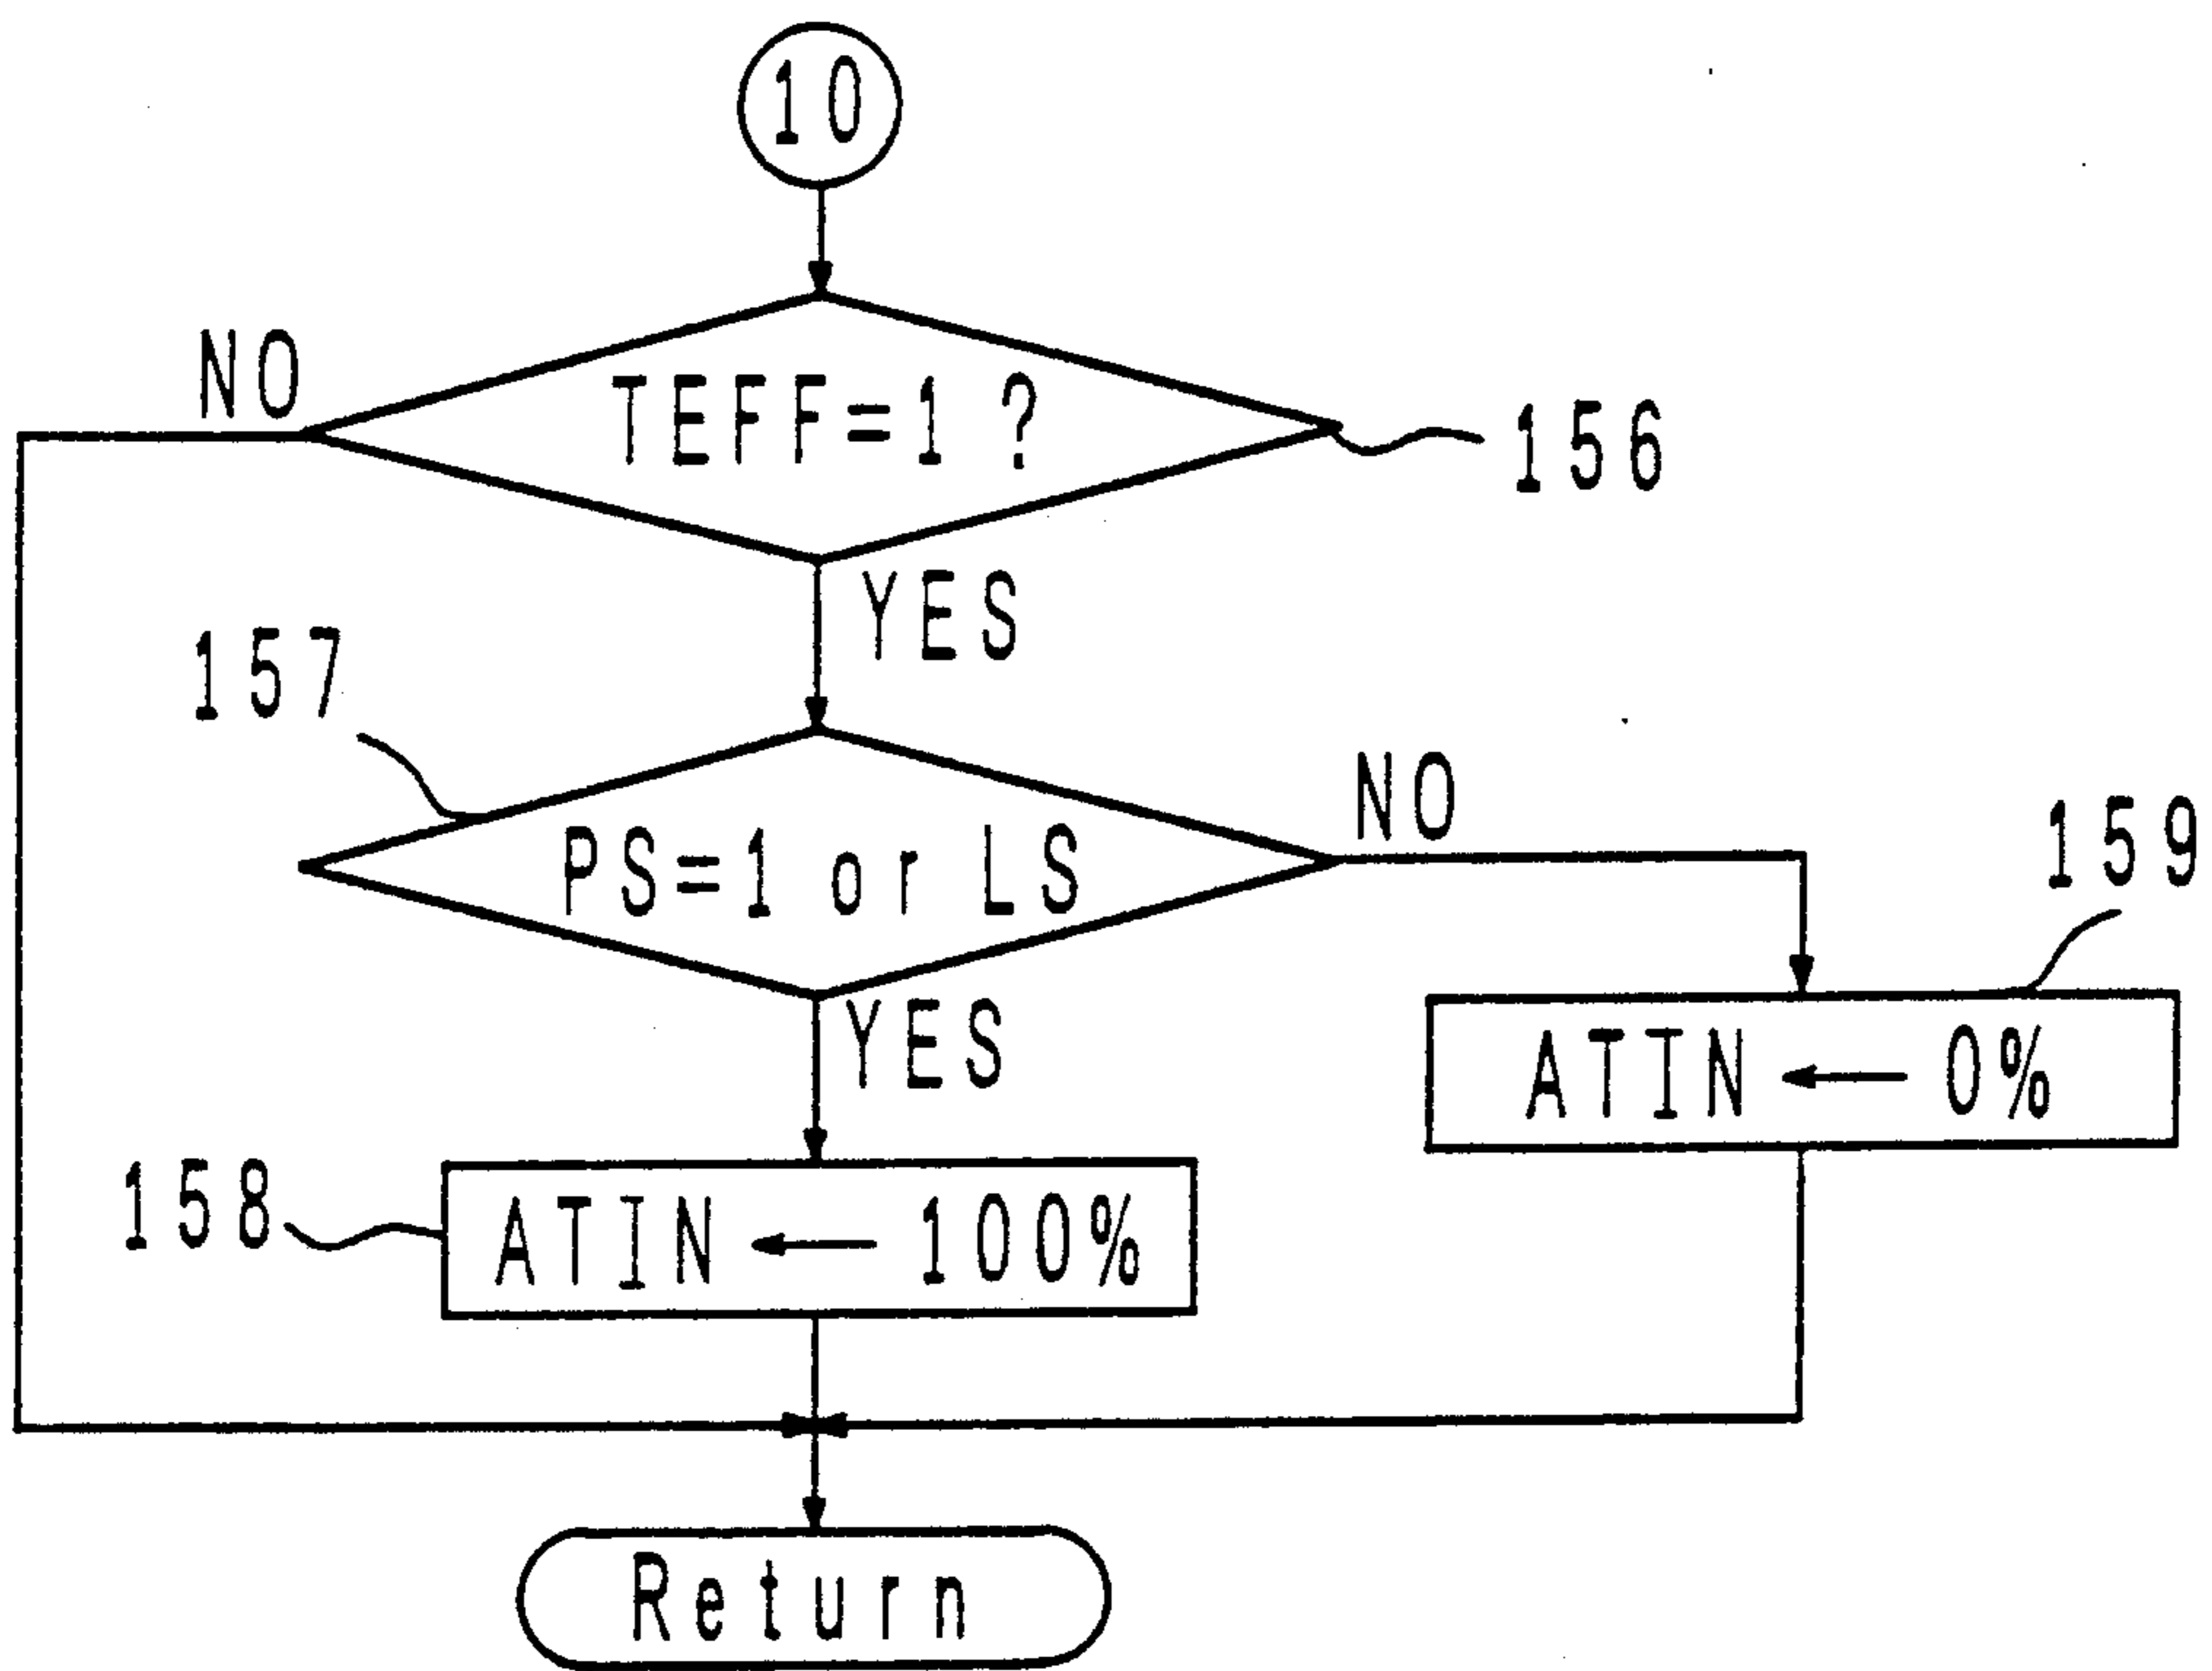 10
NO
TEFF=1 ?
156
YES
157
PS=1 or LS
NO
159
YES
ATIN ← 0%
158
ATIN ← 100%
Return